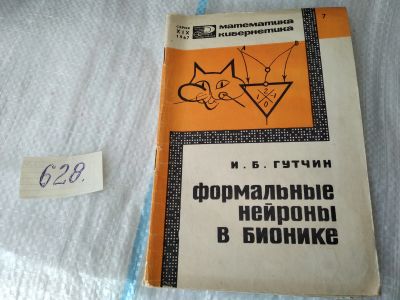 СЕРИЯ
XIX
1967
математика
кибернетика
7
A
B
И. Б. ГУТЧИН
формальные
нейроны
в бионике
628.